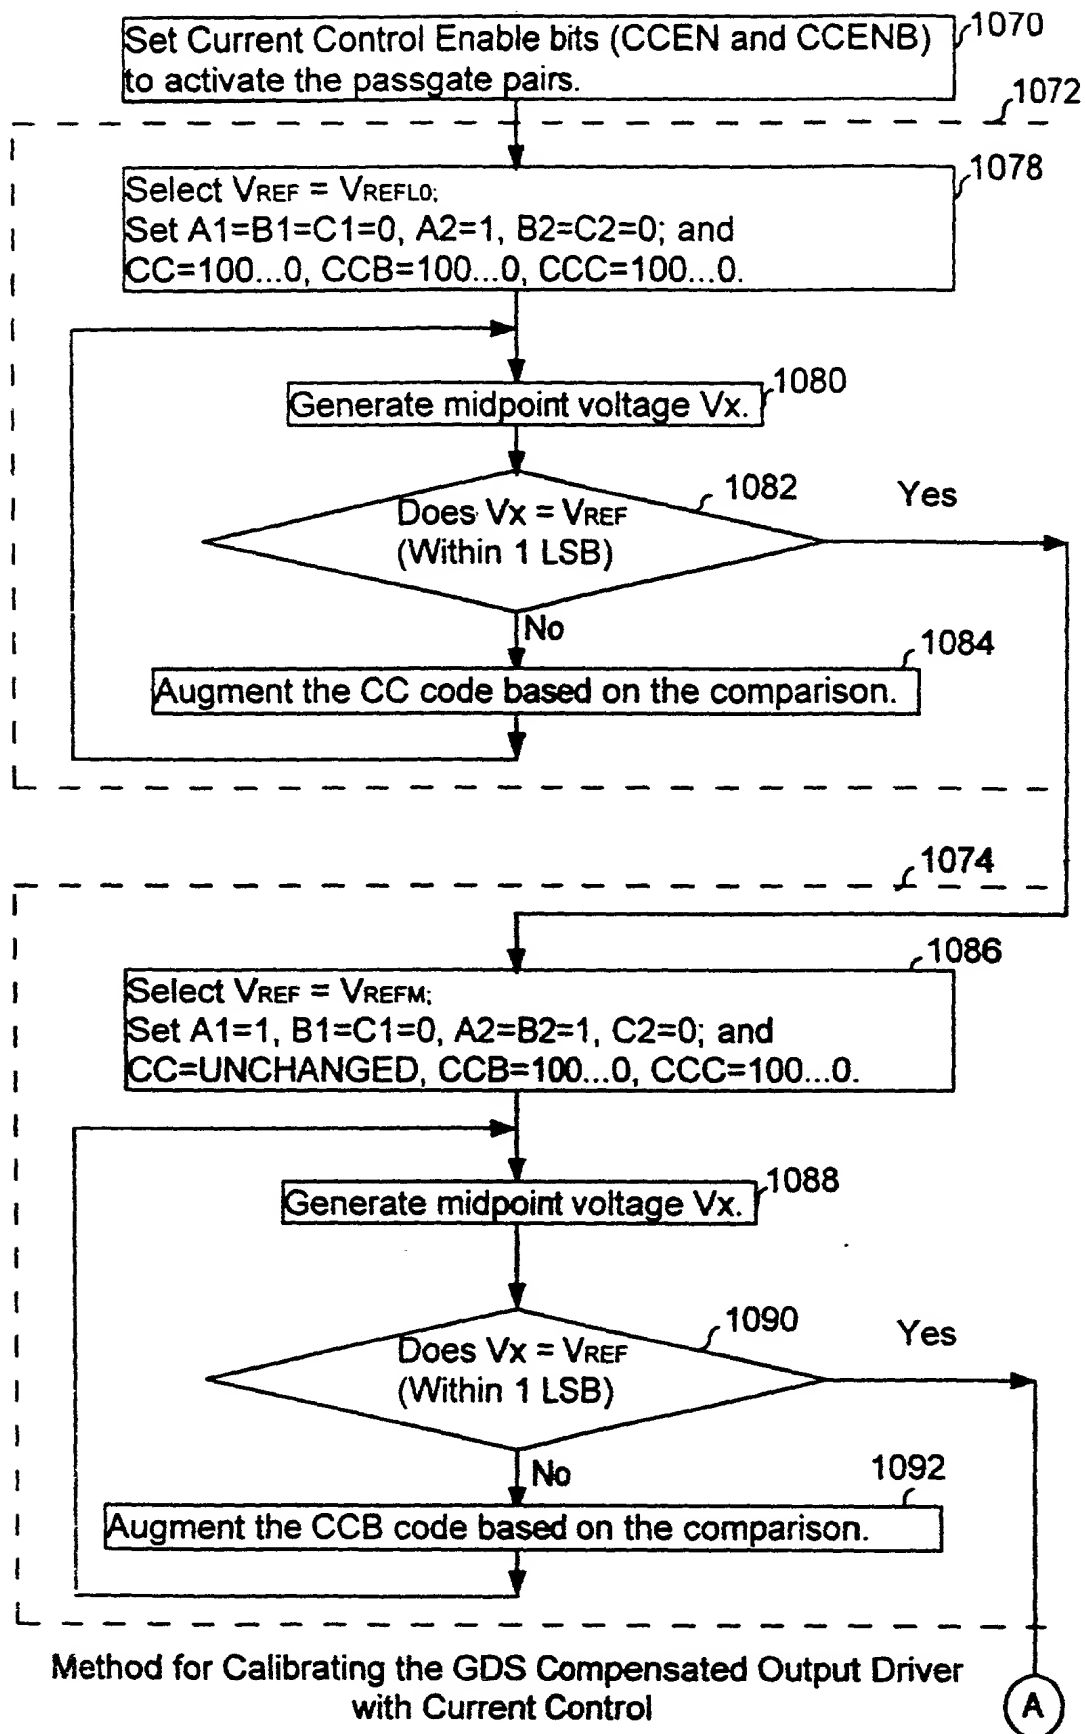 Set Current Control Enable bits (CCEN and CCENB)
to activate the passgate pairs.
1070
1072
Select VREF = VREFLO;
Set A1=B1=C1=0, A2=1, B2=C2=0; and
CC=100...0, CCB=100...0, CCC=100...0.
1078
Generate midpoint voltage Vx.
1080
Does Vx = VREF
(Within 1 LSB)
1082
Yes
No
1084
Augment the CC code based on the comparison.
1074
1086
Select VREF = VREFM;
Set A1=1, B1=C1=0, A2=B2=1, C2=0; and
CC=UNCHANGED, CCB=100...0, CCC=100...0.
Generate midpoint voltage Vx.
1088
Does Vx = VREF
(Within 1 LSB)
1090
Yes
No
1092
Augment the CCB code based on the comparison.
Method for Calibrating the GDS Compensated Output Driver
with Current Control
A